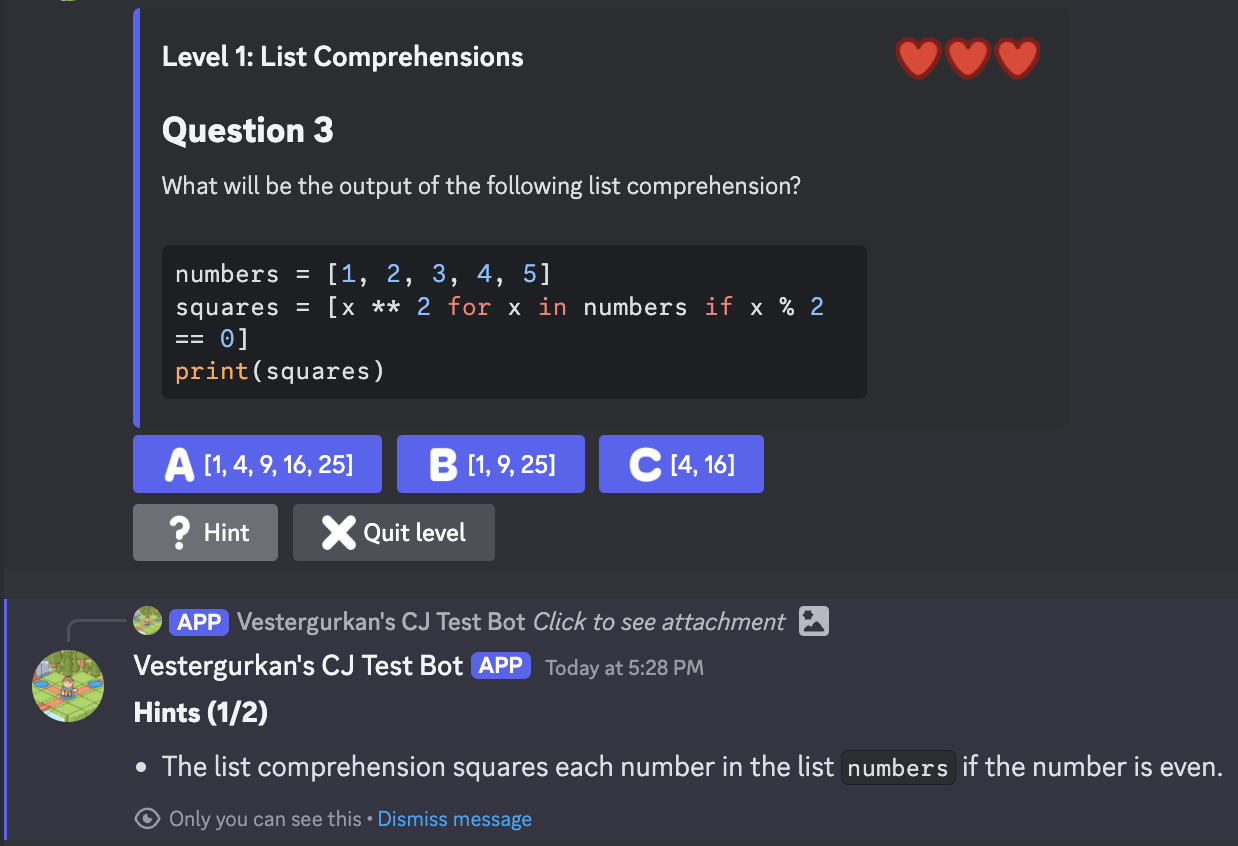 Level 1: List Comprehensions
Question 3
What will be the output of the following list comprehension?
numbers = [1, 2, 3, 4, 5]
squares = [x ** 2 for x in numbers if x % 2
== 0]
print(squares)
A [1, 4, 9, 16, 25] B [1, 9, 25] C [4, 16]
? Hint Quit level
APP Vestergurkan's CJ Test Bot Click to see attachment
Vestergurkan's CJ Test Bot APP Today at 5:28 PM
Hints (1/2)
• The list comprehension squares each number in the list numbers if the number is even.
Only you can see this • Dismiss message